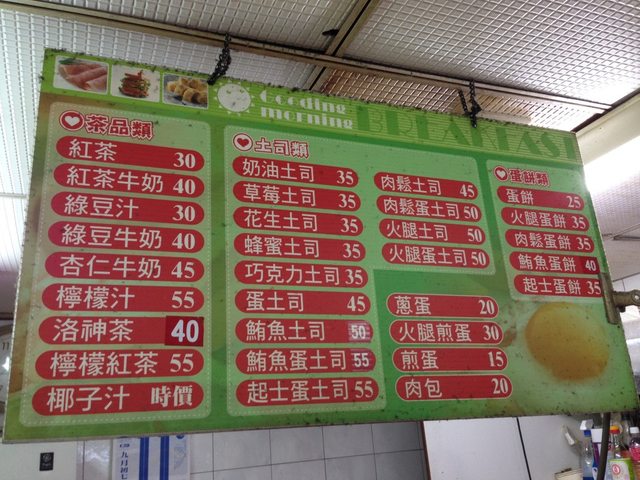 Gooding
morning
BREAKFAST
茶品類
紅茶 30
紅茶牛奶 40
綠豆汁 30
綠豆牛奶 40
杏仁牛奶 45
檸檬汁 55
洛神茶 40
檸檬紅茶 55
椰子汁 時價
土司類
奶油土司 35
草莓土司 35
花生土司 35
蜂蜜土司 35
巧克力土司 35
蛋土司 45
鮪魚土司 50
鮪魚蛋土司 55
起士蛋土司 55
肉鬆土司 45
肉鬆蛋土司 50
火腿土司 50
火腿蛋土司 50
蔥蛋 20
火腿煎蛋 30
煎蛋 15
肉包 20
蛋餅類
蛋餅 25
火腿蛋餅 35
肉鬆蛋餅 35
鮪魚蛋餅 40
起士蛋餅 35